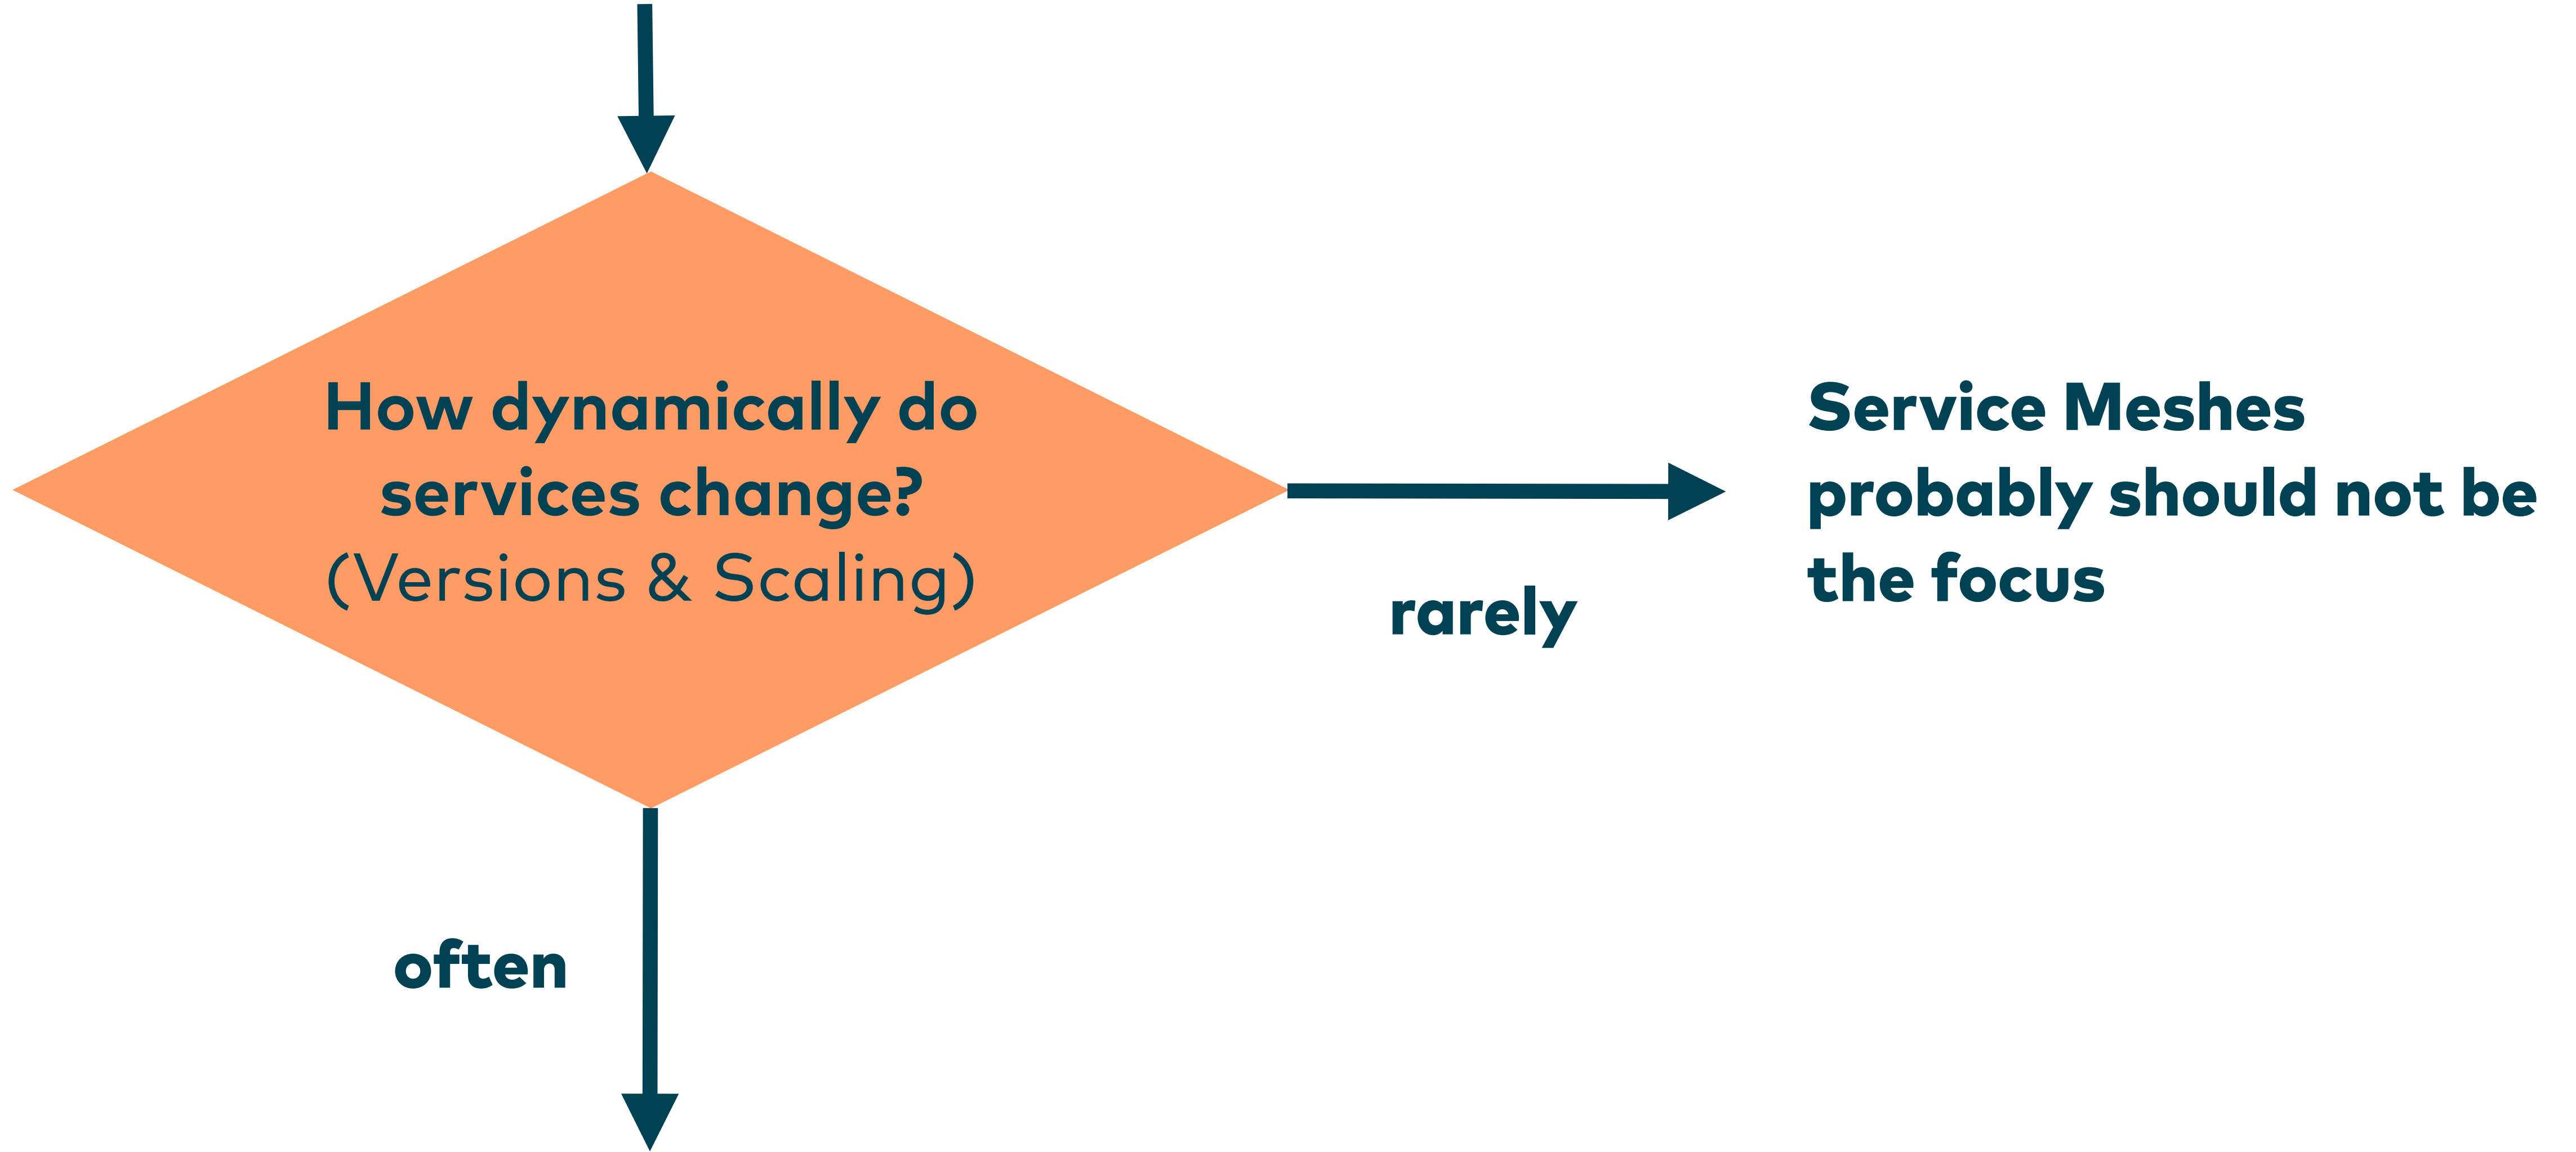 How dynamically do
services change?
(Versions & Scaling)
Service Meshes
probably should not be
the focus
rarely
often